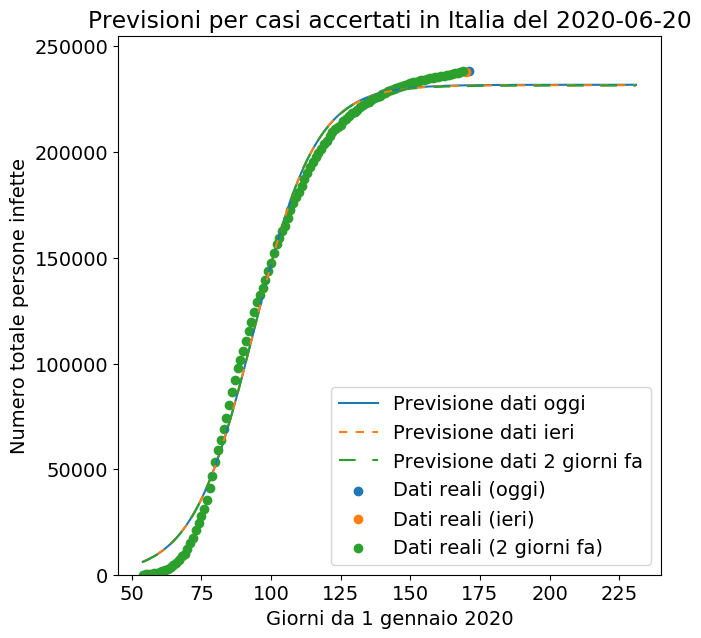 Previsioni per casi accertati in Italia del 2020-06-20
250000
200000
150000
100000
50000
0
Numero totale persone infette
50 75 100 125 150 175 200 225
Giorni da 1 gennaio 2020
Previsione dati oggi
Previsione dati ieri
Previsione dati 2 giorni fa
Dati reali (oggi)
Dati reali (ieri)
Dati reali (2 giorni fa)